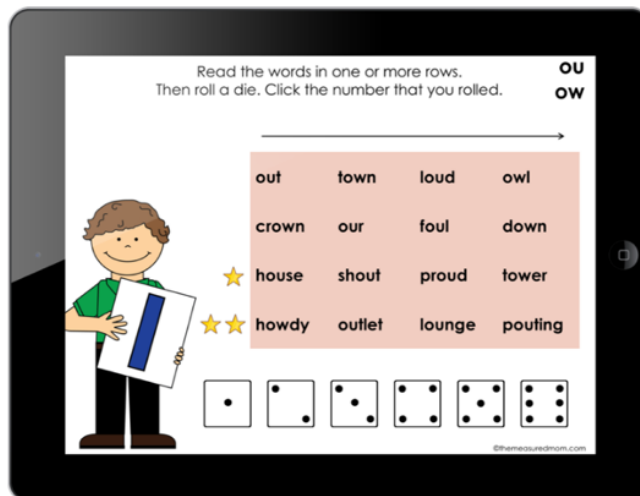 Read the words in one or more rows.
Then roll a die. Click the number that you rolled.
ou
ow
out town loud owl
crown our foul down
house shout proud tower
howdy outlet lounge pouting
©themeasuredmom.com